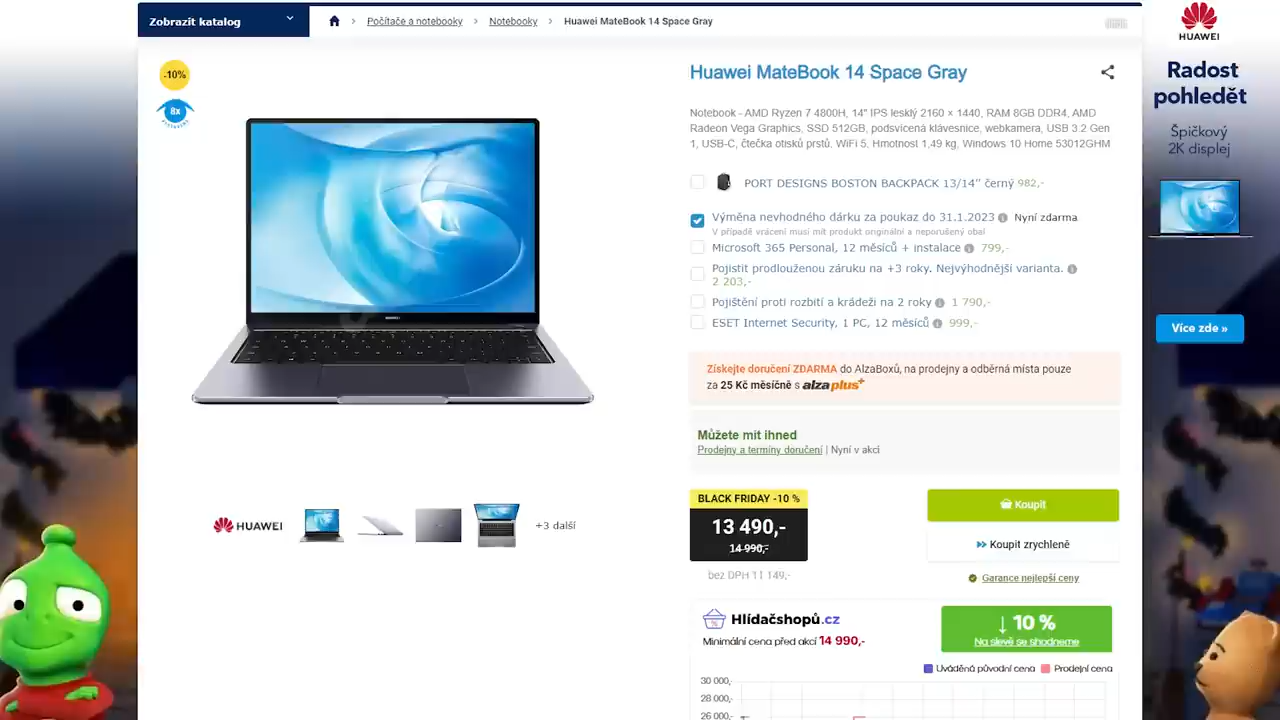 Zobrazit katalog
Počítače a notebooky
Notebooky
Huawei MateBook 14 Space Gray
HUAWEI
Radost
pohledět
Špičkový
2K displej
Více zde »
-10%
8x
Huawei MateBook 14 Space Gray
Notebook - AMD Ryzen 7 4800H, 14" IPS lesklý 2160 × 1440, RAM 8GB DDR4, AMD
Radeon Vega Graphics, SSD 512GB, podsvícená klávesnice, webkamera, USB 3.2 Gen
1, USB-C, čtečka otisků prstů. WiFi 5, Hmotnost 1,49 kg, Windows 10 Home 53012GHM
PORT DESIGNS BOSTON BACKPACK 13/14" černý 982,-
Výměna nevhodného dárku za poukaz do 31.1.2023 Nyní zdarma
V případě vrácení musí mít produkt originální a neporušený obal
Microsoft 365 Personal, 12 měsíců + instalace 799,-
Pojistit prodlouženou záruku na +3 roky. Nejvýhodnější varianta.
2 203,-
Pojištění proti rozbití a krádeži na 2 roky 1 790,-
ESET Internet Security, 1 PC, 12 měsíců 999,-
Získejte doručení ZDARMA do AlzaBoxů, na prodejny a odběrná místa pouze
za 25 Kč měsíčně s alzaplus+
Můžete mít ihned
Prodejny a termíny doručení | Nyní v akci
BLACK FRIDAY -10 %
13 490,-
14 990,-
bez DPH 11 149,-
Koupit
Koupit zrychleně
Garance nejlepší ceny
HUAWEI
+3 další
Hlídačshopů.cz
Minimální cena před akcí 14 990,-
↓ 10 %
Na slevě se shodneme
Uváděná původní cena Prodejní cena
30 000,-
28 000,-
26 000,-